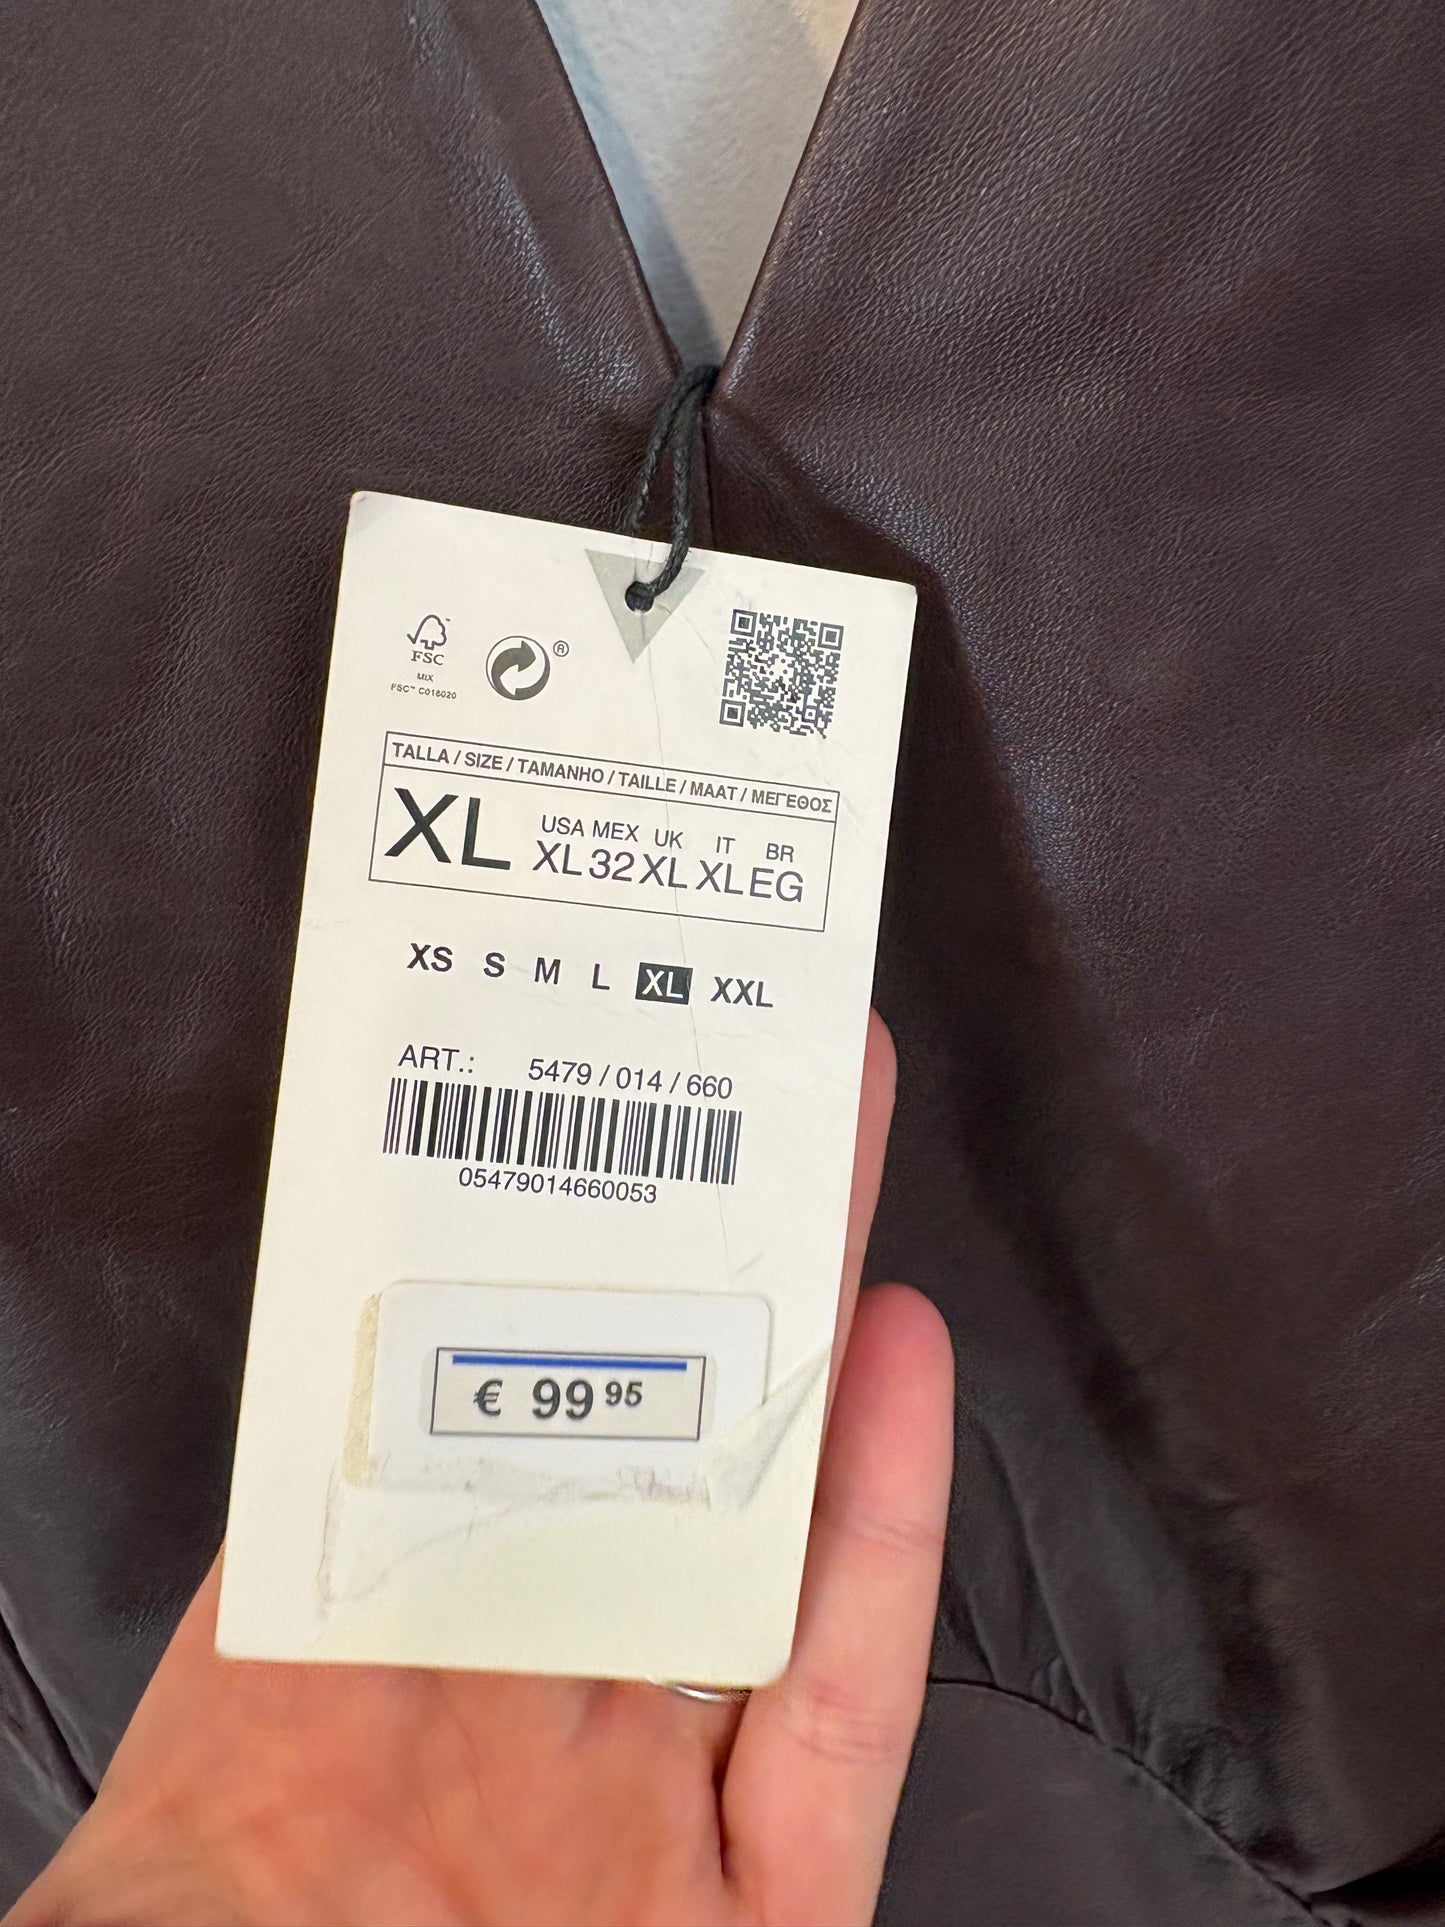 FSC
MIX
FSC™ C018020
®
TALLA / SIZE / TAMANHO / TAILLE / MAAT / ΜΕΓΕΘΟΣ
XL
USA MEX UK IT BR
XL 32 XL XL EG
XS S M L XL XXL
ART.: 5479 / 014 / 660
05479014660053
€ 99 95